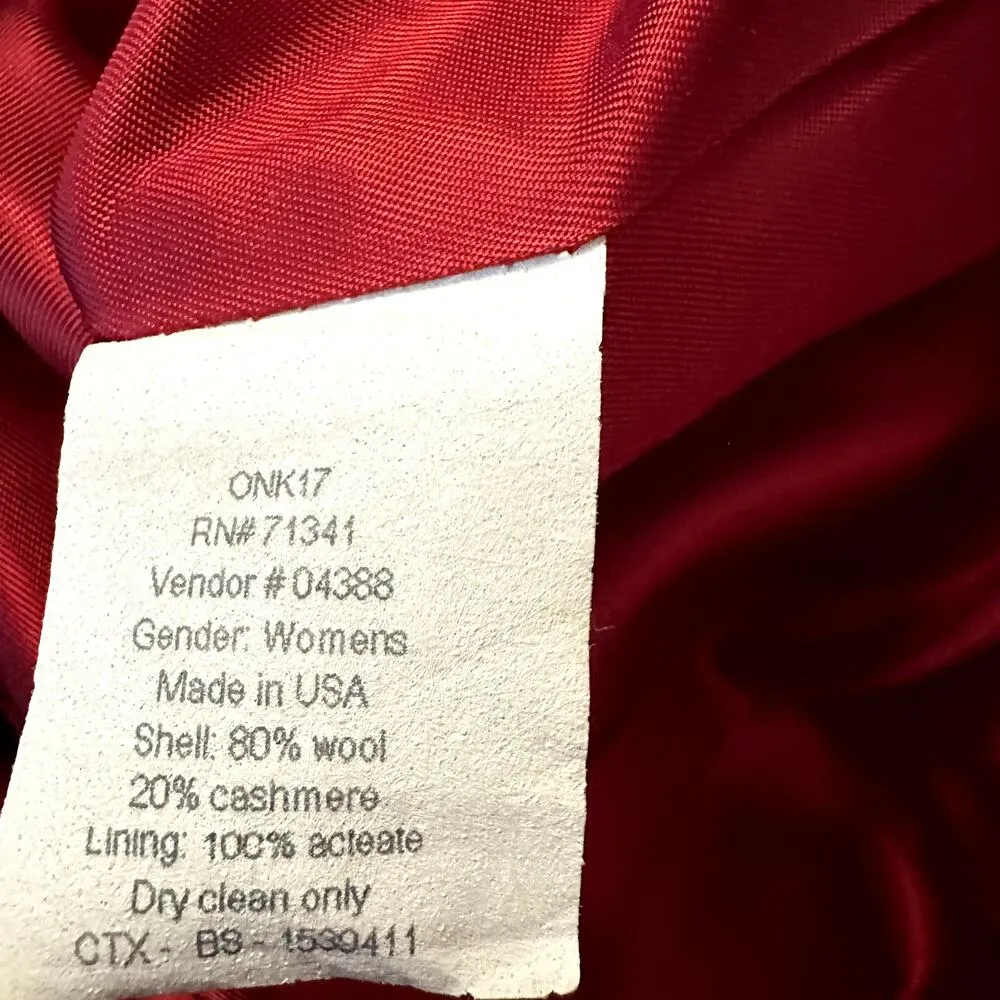 ONK17
RN# 71341
Vendor # 04388
Gender: Womens
Made in USA
Shell: 80% wool
20% cashmere
Lining: 100% acteate
Dry clean only
CTX - BS - 1539411